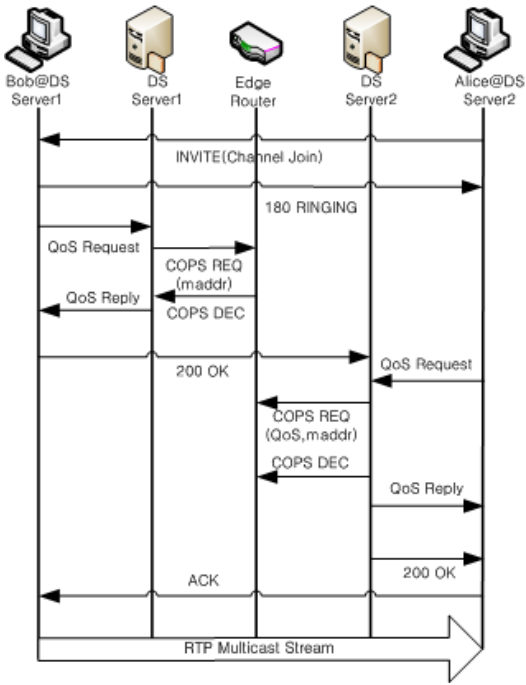 Bob@DS
Server1
DS
Server1
Edge
Router
DS
Server2
Alice@DS
Server2
INVITE(Channel Join)
180 RINGING
QoS Request
COPS REQ
(maddr)
QoS Reply
COPS DEC
200 OK
QoS Request
COPS REQ
(QoS,maddr)
COPS DEC
QoS Reply
200 OK
ACK
RTP Multicast Stream